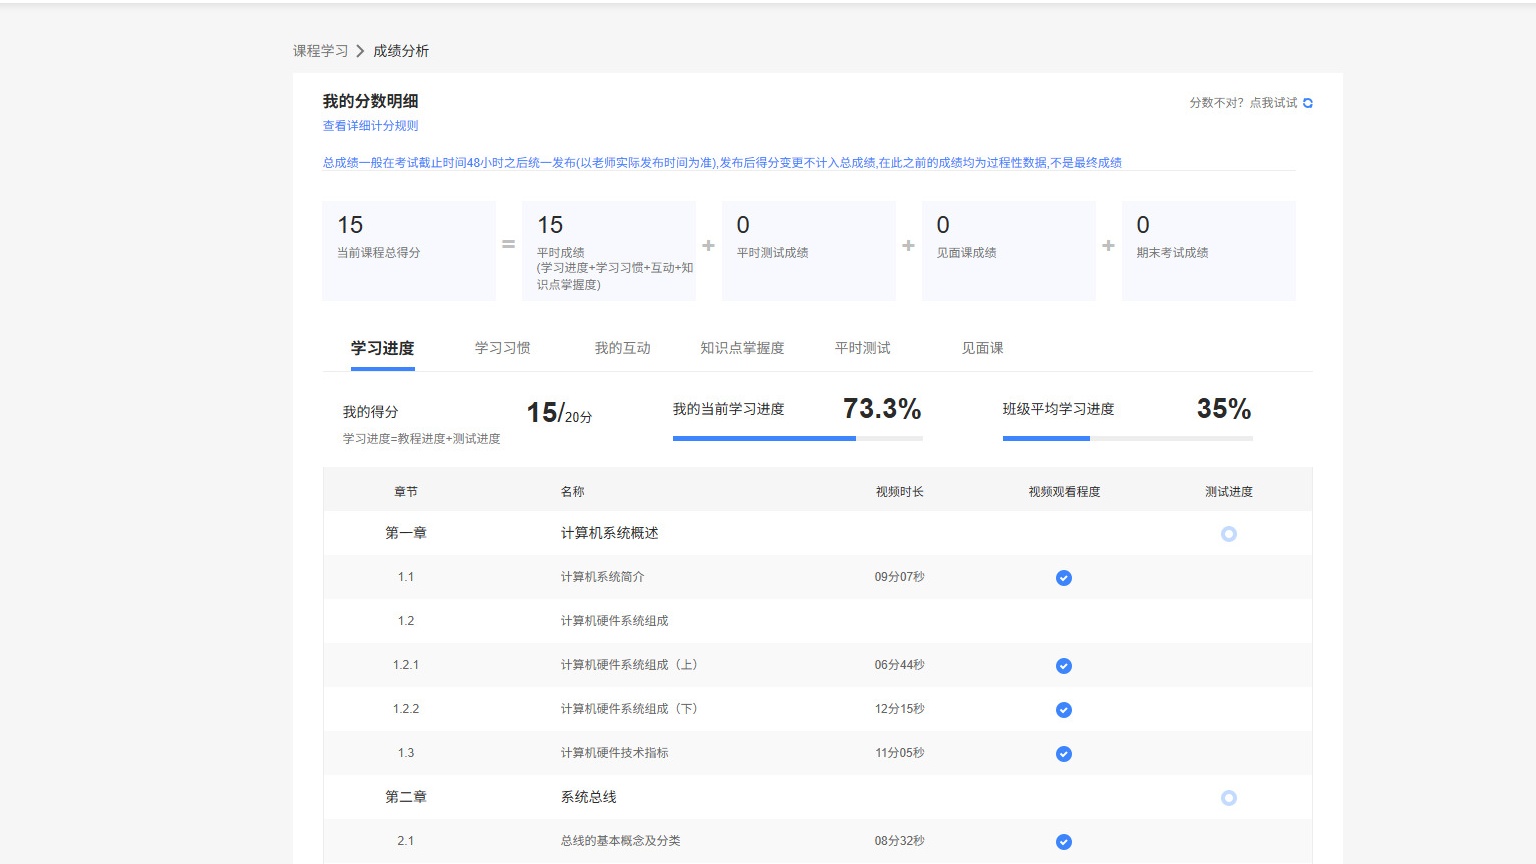 课程学习 > 成绩分析
我的分数明细
分数不对？点我试试
查看详细计分规则
总成绩一般在考试截止时间48小时之后统一发布(以老师实际发布时间为准),发布后得分变更不计入总成绩,在此之前的成绩均为过程性数据,不是最终成绩
15
当前课程总得分
=
15
平时成绩
(学习进度+学习习惯+互动+知
识点掌握度)
+
0
平时测试成绩
+
0
见面课成绩
+
0
期末考试成绩
学习进度 学习习惯 我的互动 知识点掌握度 平时测试 见面课
我的得分 15/20分
学习进度=教程进度+测试进度
我的当前学习进度 73.3%
班级平均学习进度 35%
章节 名称 视频时长 视频观看程度 测试进度
第一章 计算机系统概述
1.1 计算机系统简介 09分07秒
1.2 计算机硬件系统组成
1.2.1 计算机硬件系统组成（上） 06分44秒
1.2.2 计算机硬件系统组成（下） 12分15秒
1.3 计算机硬件技术指标 11分05秒
第二章 系统总线
2.1 总线的基本概念及分类 08分32秒